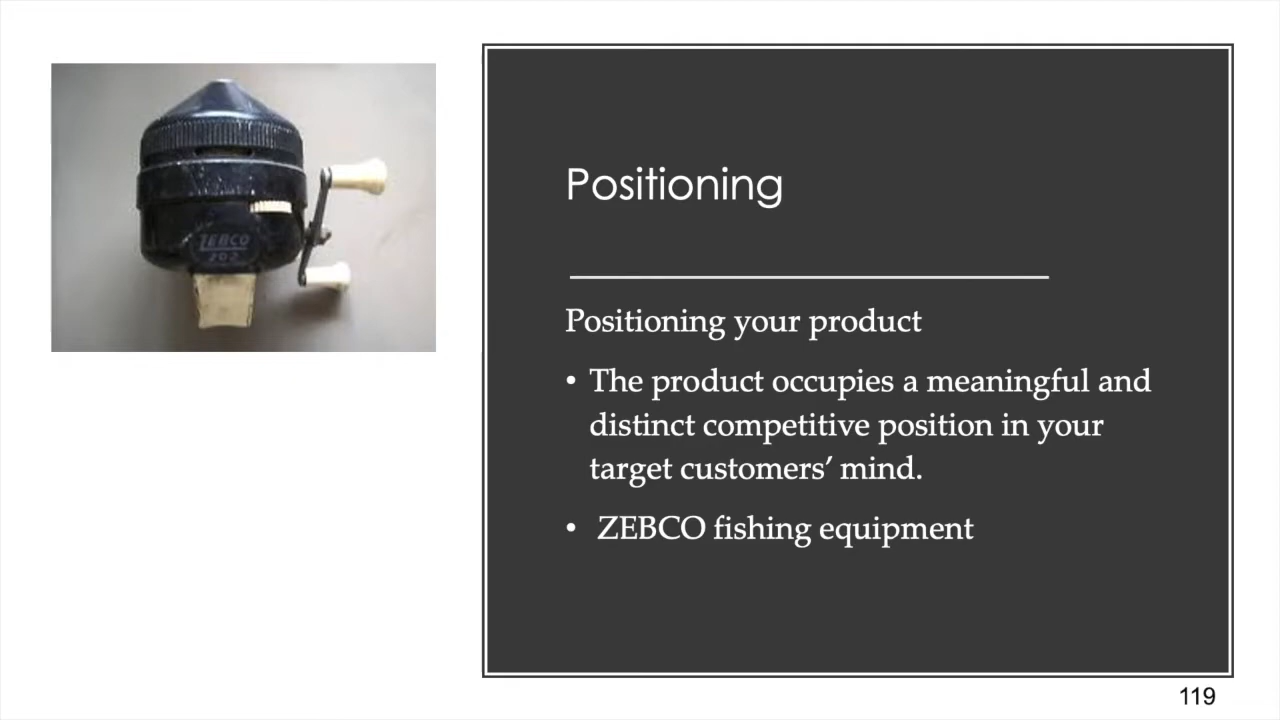 ZEBCO
202
Positioning
Positioning your product
• The product occupies a meaningful and
distinct competitive position in your
target customers’ mind.
• ZEBCO fishing equipment
119